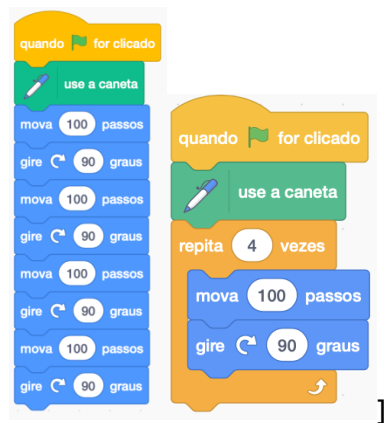 quando for clicado
use a caneta
mova 100 passos
gire 90 graus
mova 100 passos
gire 90 graus
mova 100 passos
gire 90 graus
mova 100 passos
gire 90 graus
quando for clicado
use a caneta
repita 4 vezes
mova 100 passos
gire 90 graus
]